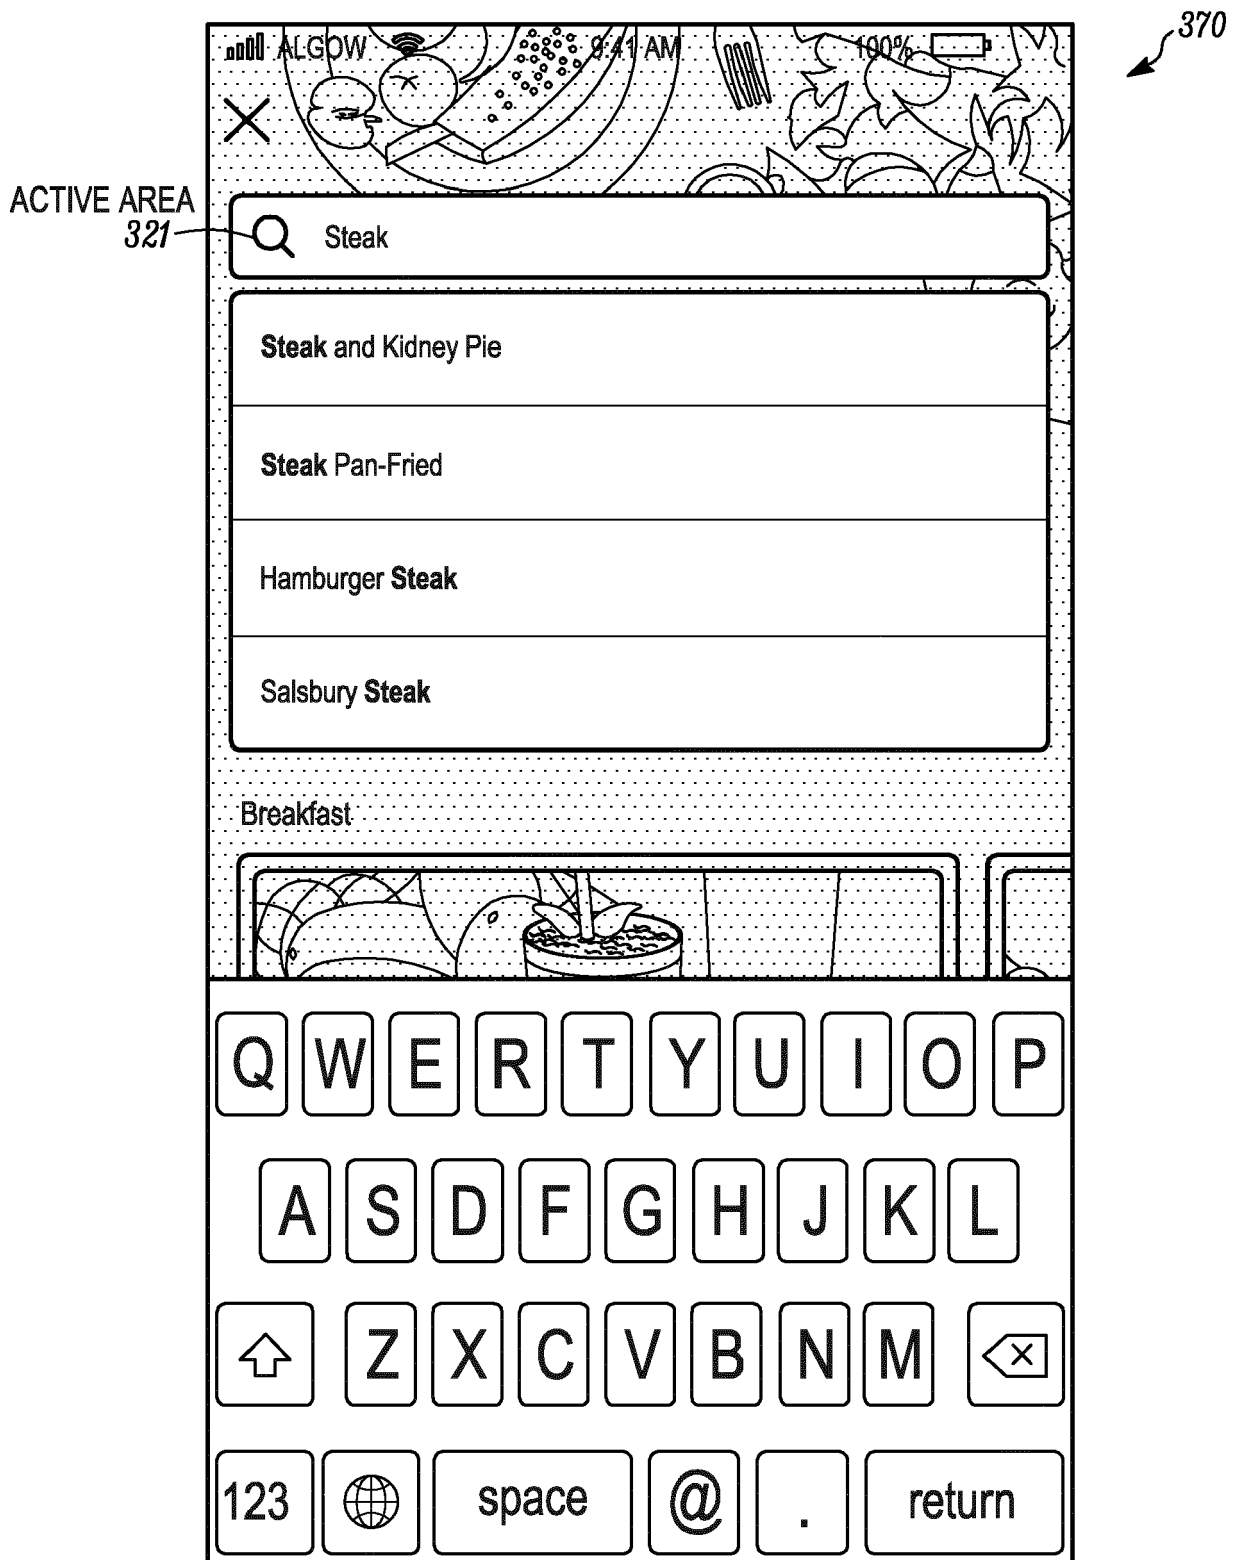 370
ALGOW 9:41 AM 100%
ACTIVE AREA
321
Steak
Steak and Kidney Pie
Steak Pan-Fried
Hamburger Steak
Salsbury Steak
Breakfast
Q W E R T Y U I O P
A S D F G H J K L
Z X C V B N M
123 space @ . return